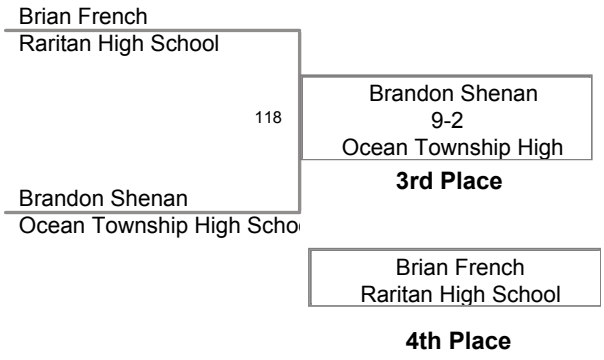 Brian French
Raritan High School
118
Brandon Shenan
9-2
Ocean Township High
3rd Place
Brandon Shenan
Ocean Township High Scho
Brian French
Raritan High School
4th Place